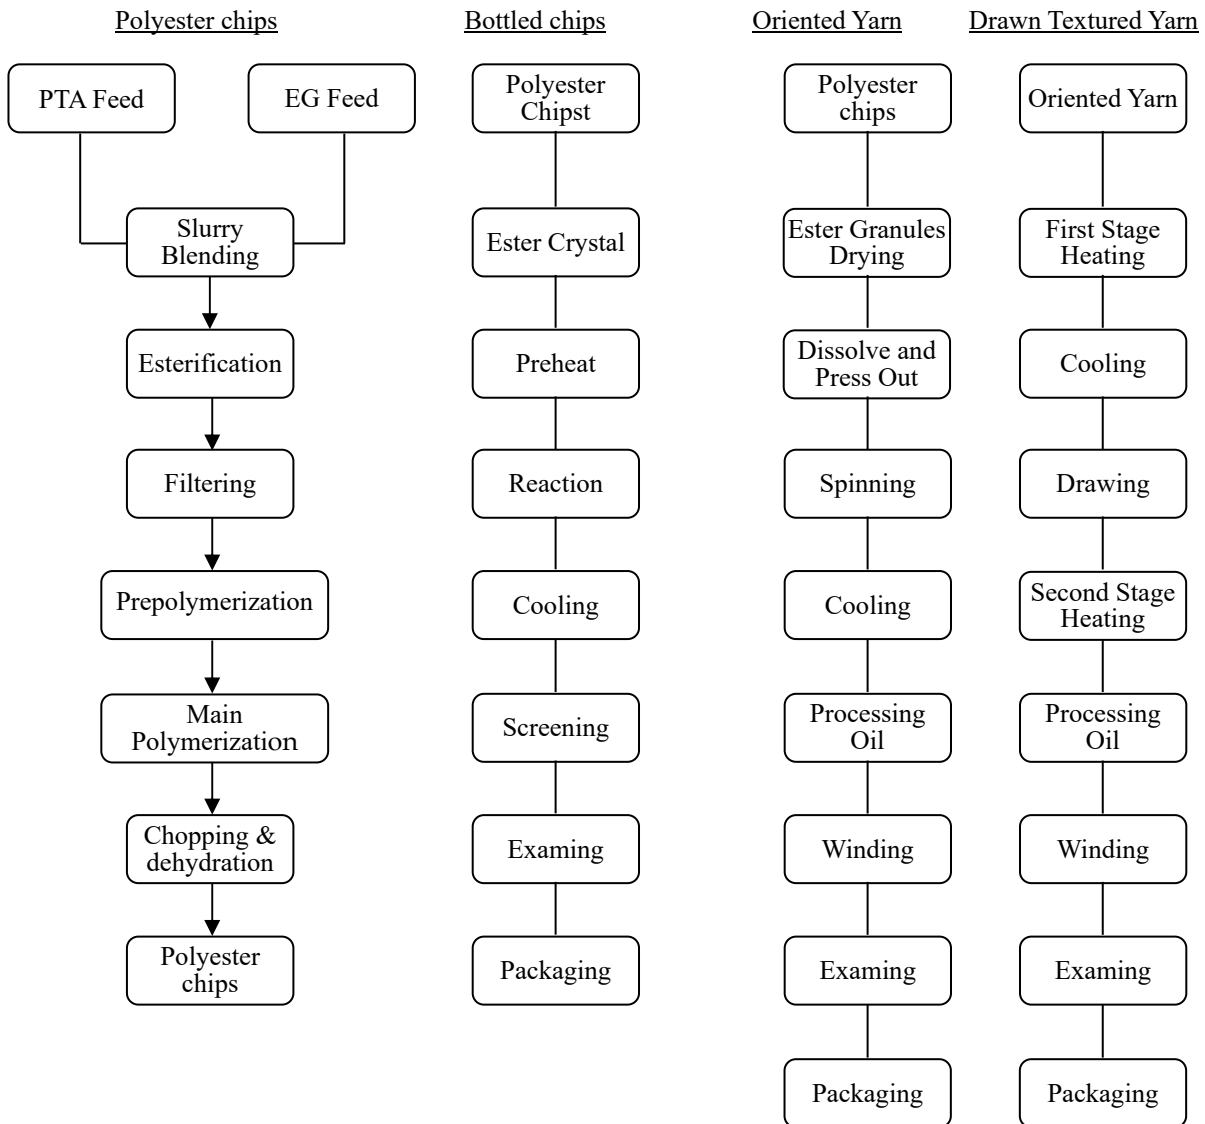 Polyester chips
PTA Feed
EG Feed
Slurry
Blending
Esterification
Filtering
Prepolymerization
Main
Polymerization
Chopping &
dehydration
Polyester
chips
Bottled chips
Polyester
Chipst
Ester Crystal
Preheat
Reaction
Cooling
Screening
Examing
Packaging
Oriented Yarn
Polyester
chips
Ester Granules
Drying
Dissolve and
Press Out
Spinning
Cooling
Processing
Oil
Winding
Examing
Packaging
Drawn Textured Yarn
Oriented Yarn
First Stage
Heating
Cooling
Drawing
Second Stage
Heating
Processing
Oil
Winding
Examing
Packaging